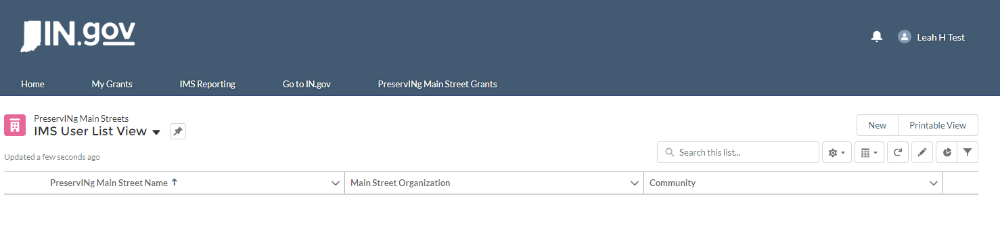 IN.gov
Leah H Test
Home My Grants IMS Reporting Go to IN.gov PreservINg Main Street Grants
PreservINg Main Streets
IMS User List View
New Printable View
Search this list...
Updated a few seconds ago
PreservINg Main Street Name Main Street Organization Community